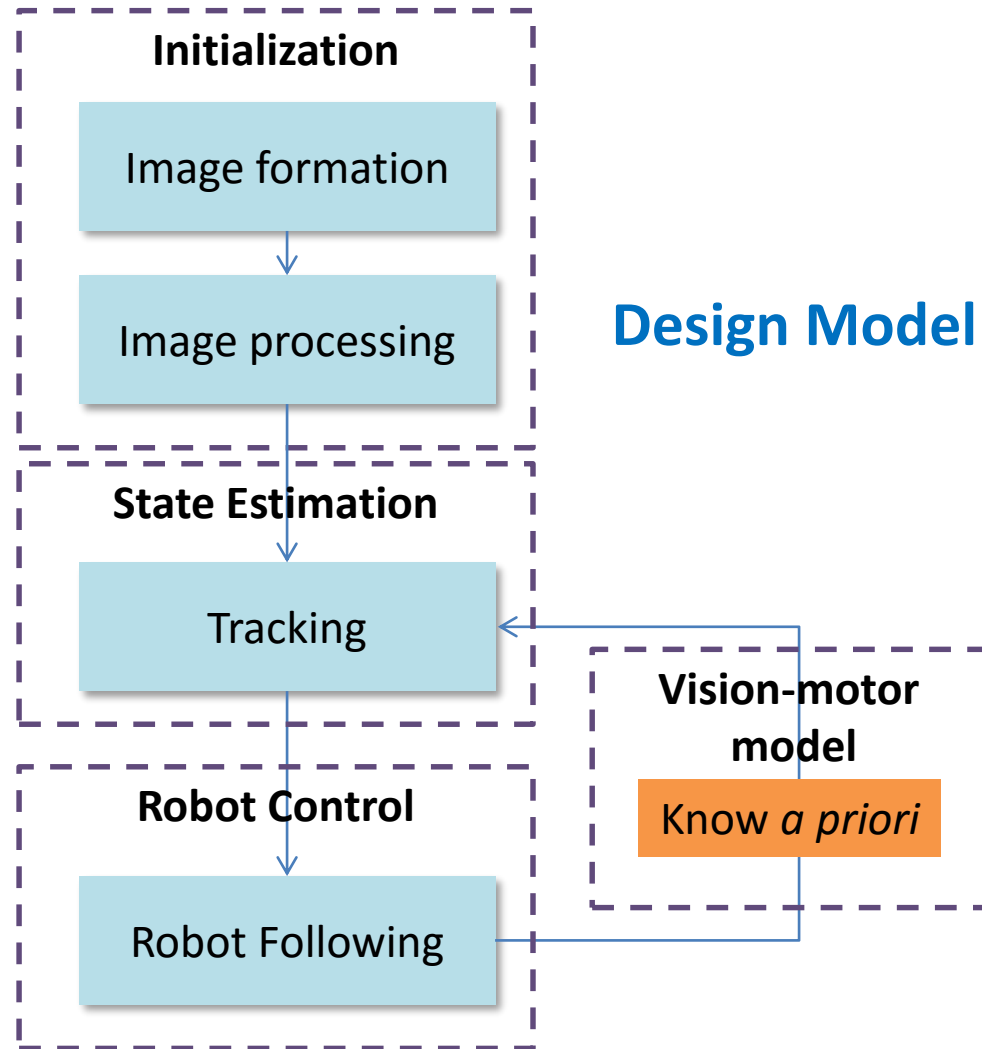 Initialization
Image formation
Image processing
Design Model
State Estimation
Tracking
Vision-motor
model
Know a priori
Robot Control
Robot Following